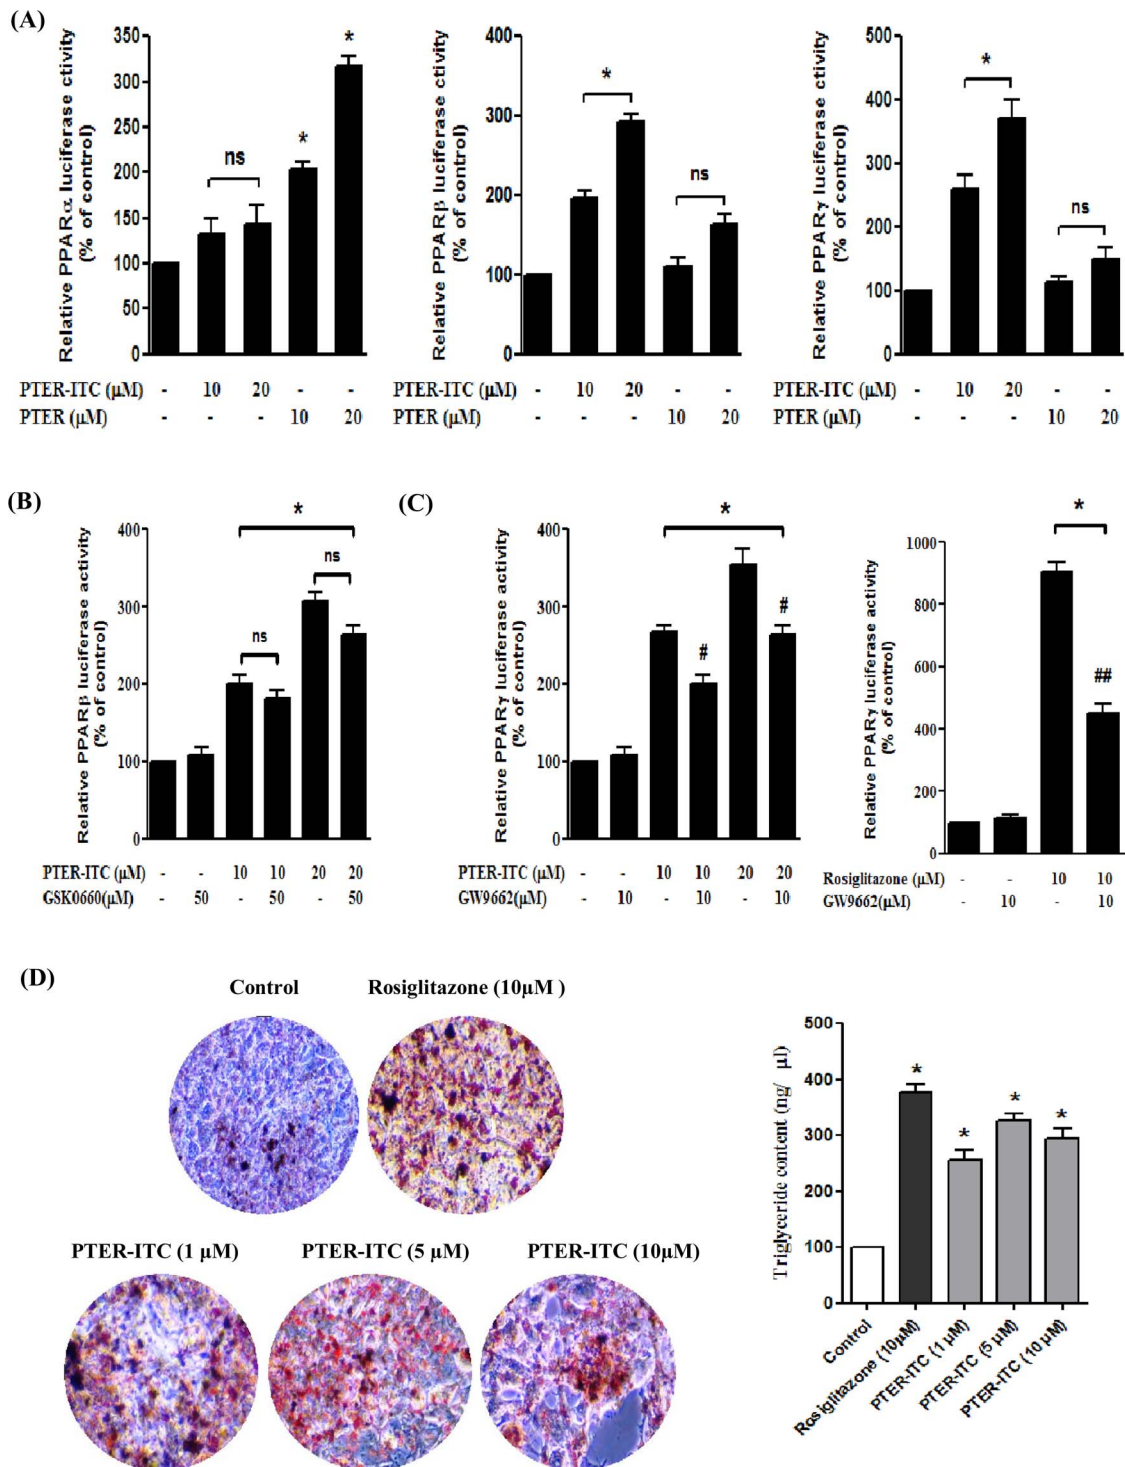 (A)
Relative PPARα luciferase ctivity
(% of control)
350
300
250
200
150
100
50
0
ns
*
*
Relative PPARβ luciferase ctivity
(% of control)
400
300
200
100
0
*
ns
Relative PPARγ luciferase ctivity
(% of control)
500
400
300
200
100
0
*
ns
PTER-ITC (μM) - 10 20 - -
PTER (μM) - - - 10 20
PTER-ITC (μM) - 10 20 - -
PTER (μM) - - - 10 20
PTER-ITC (μM) - 10 20 - -
PTER (μM) - - - 10 20
(B)
Relative PPARβ luciferase activity
(% of control)
400
300
200
100
0
*
ns
ns
PTER-ITC (μM) - - 10 10 20 20
GSK0660(μM) - 50 - 50 - 50
(C)
Relative PPARγ luciferase activity
(% of control)
400
300
200
100
0
*
#
#
PTER-ITC (μM) - - 10 10 20 20
GW9662(μM) - 10 - 10 - 10
Relative PPARγ luciferase activity
(% of control)
1000
800
600
400
200
0
*
##
Rosiglitazone (μM) - - 10 10
GW9662(μM) - 10 - 10
(D)
Control
Rosiglitazone (10μM )
PTER-ITC (1 μM)
PTER-ITC (5 μM)
PTER-ITC (10μM)
Triglyceride content (ng/ μl)
500
400
300
200
100
0
*
*
*
*
Control
Rosiglitazone (10μM)
PTER-ITC (1 μM)
PTER-ITC (5 μM)
PTER-ITC (10 μM)